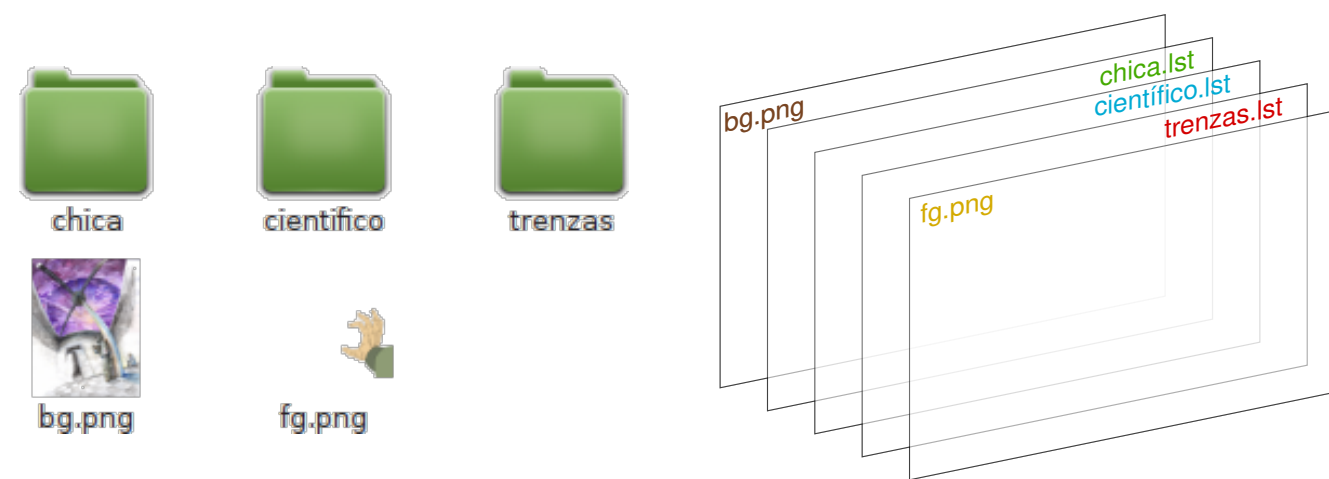 chica
científico
trenzas
bg.png
fg.png
bg.png
chica.lst
científico.lst
trenzas.lst
fg.png